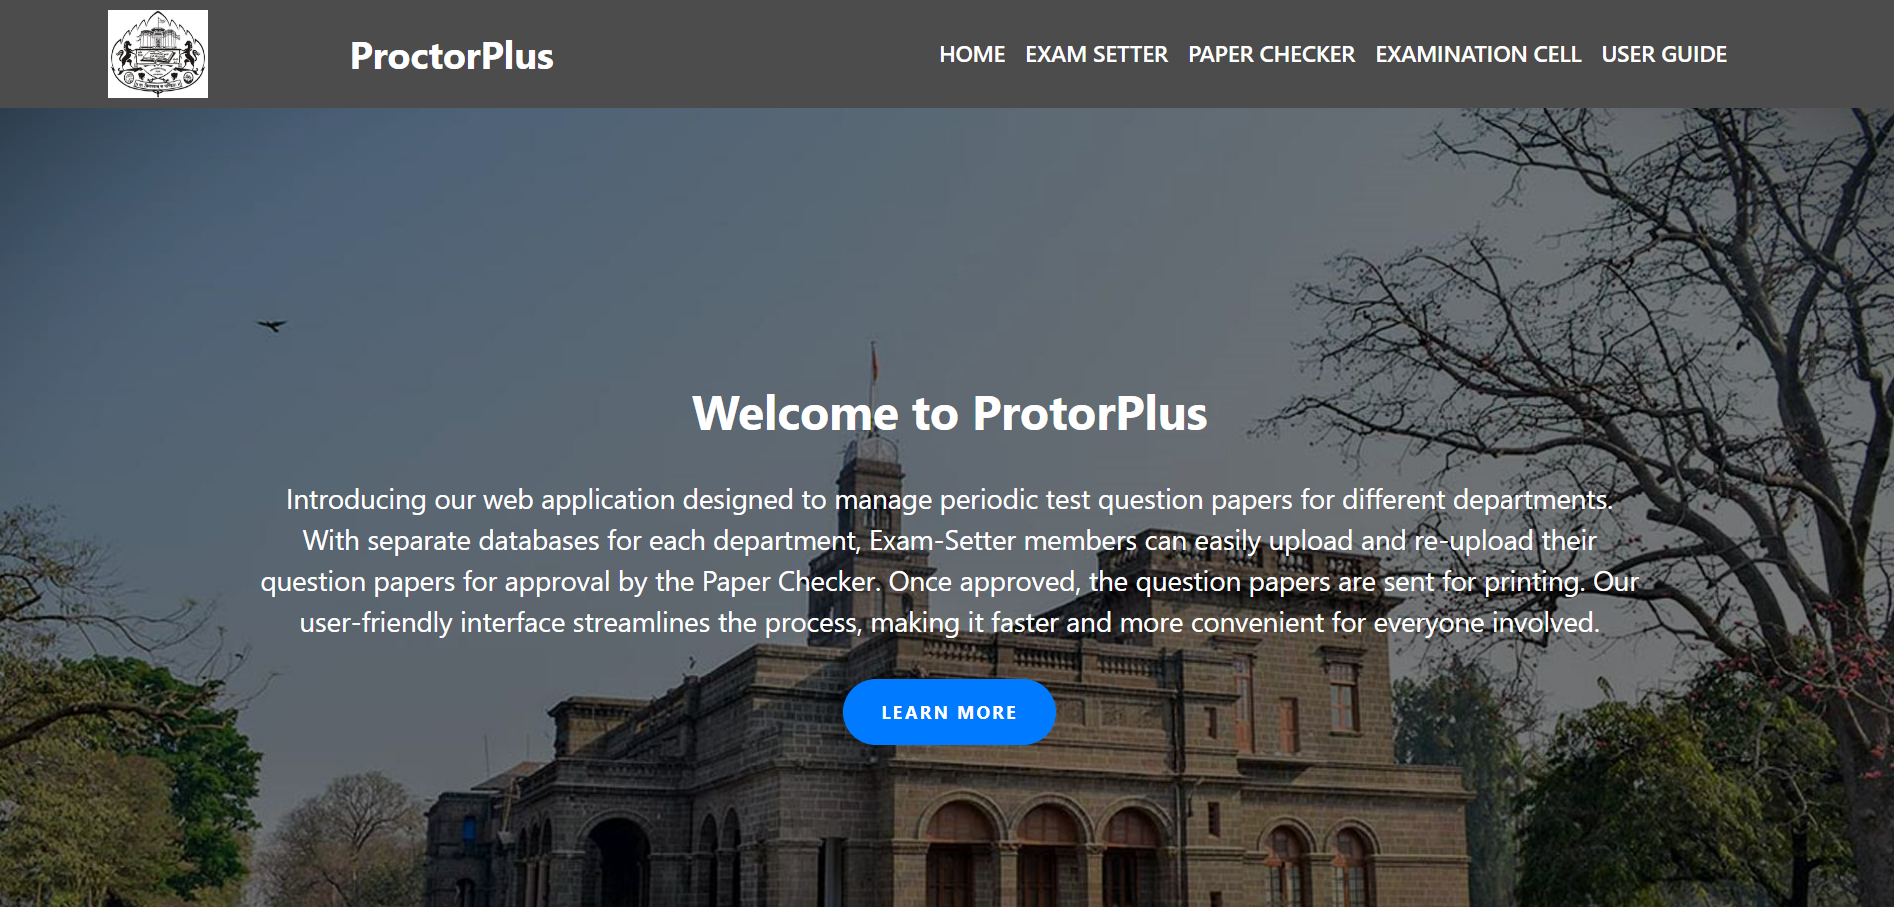 ProctorPlus
HOME EXAM SETTER PAPER CHECKER EXAMINATION CELL USER GUIDE
Welcome to ProtorPlus
Introducing our web application designed to manage periodic test question papers for different departments.
With separate databases for each department, Exam-Setter members can easily upload and re-upload their
question papers for approval by the Paper Checker. Once approved, the question papers are sent for printing. Our
user-friendly interface streamlines the process, making it faster and more convenient for everyone involved.
LEARN MORE